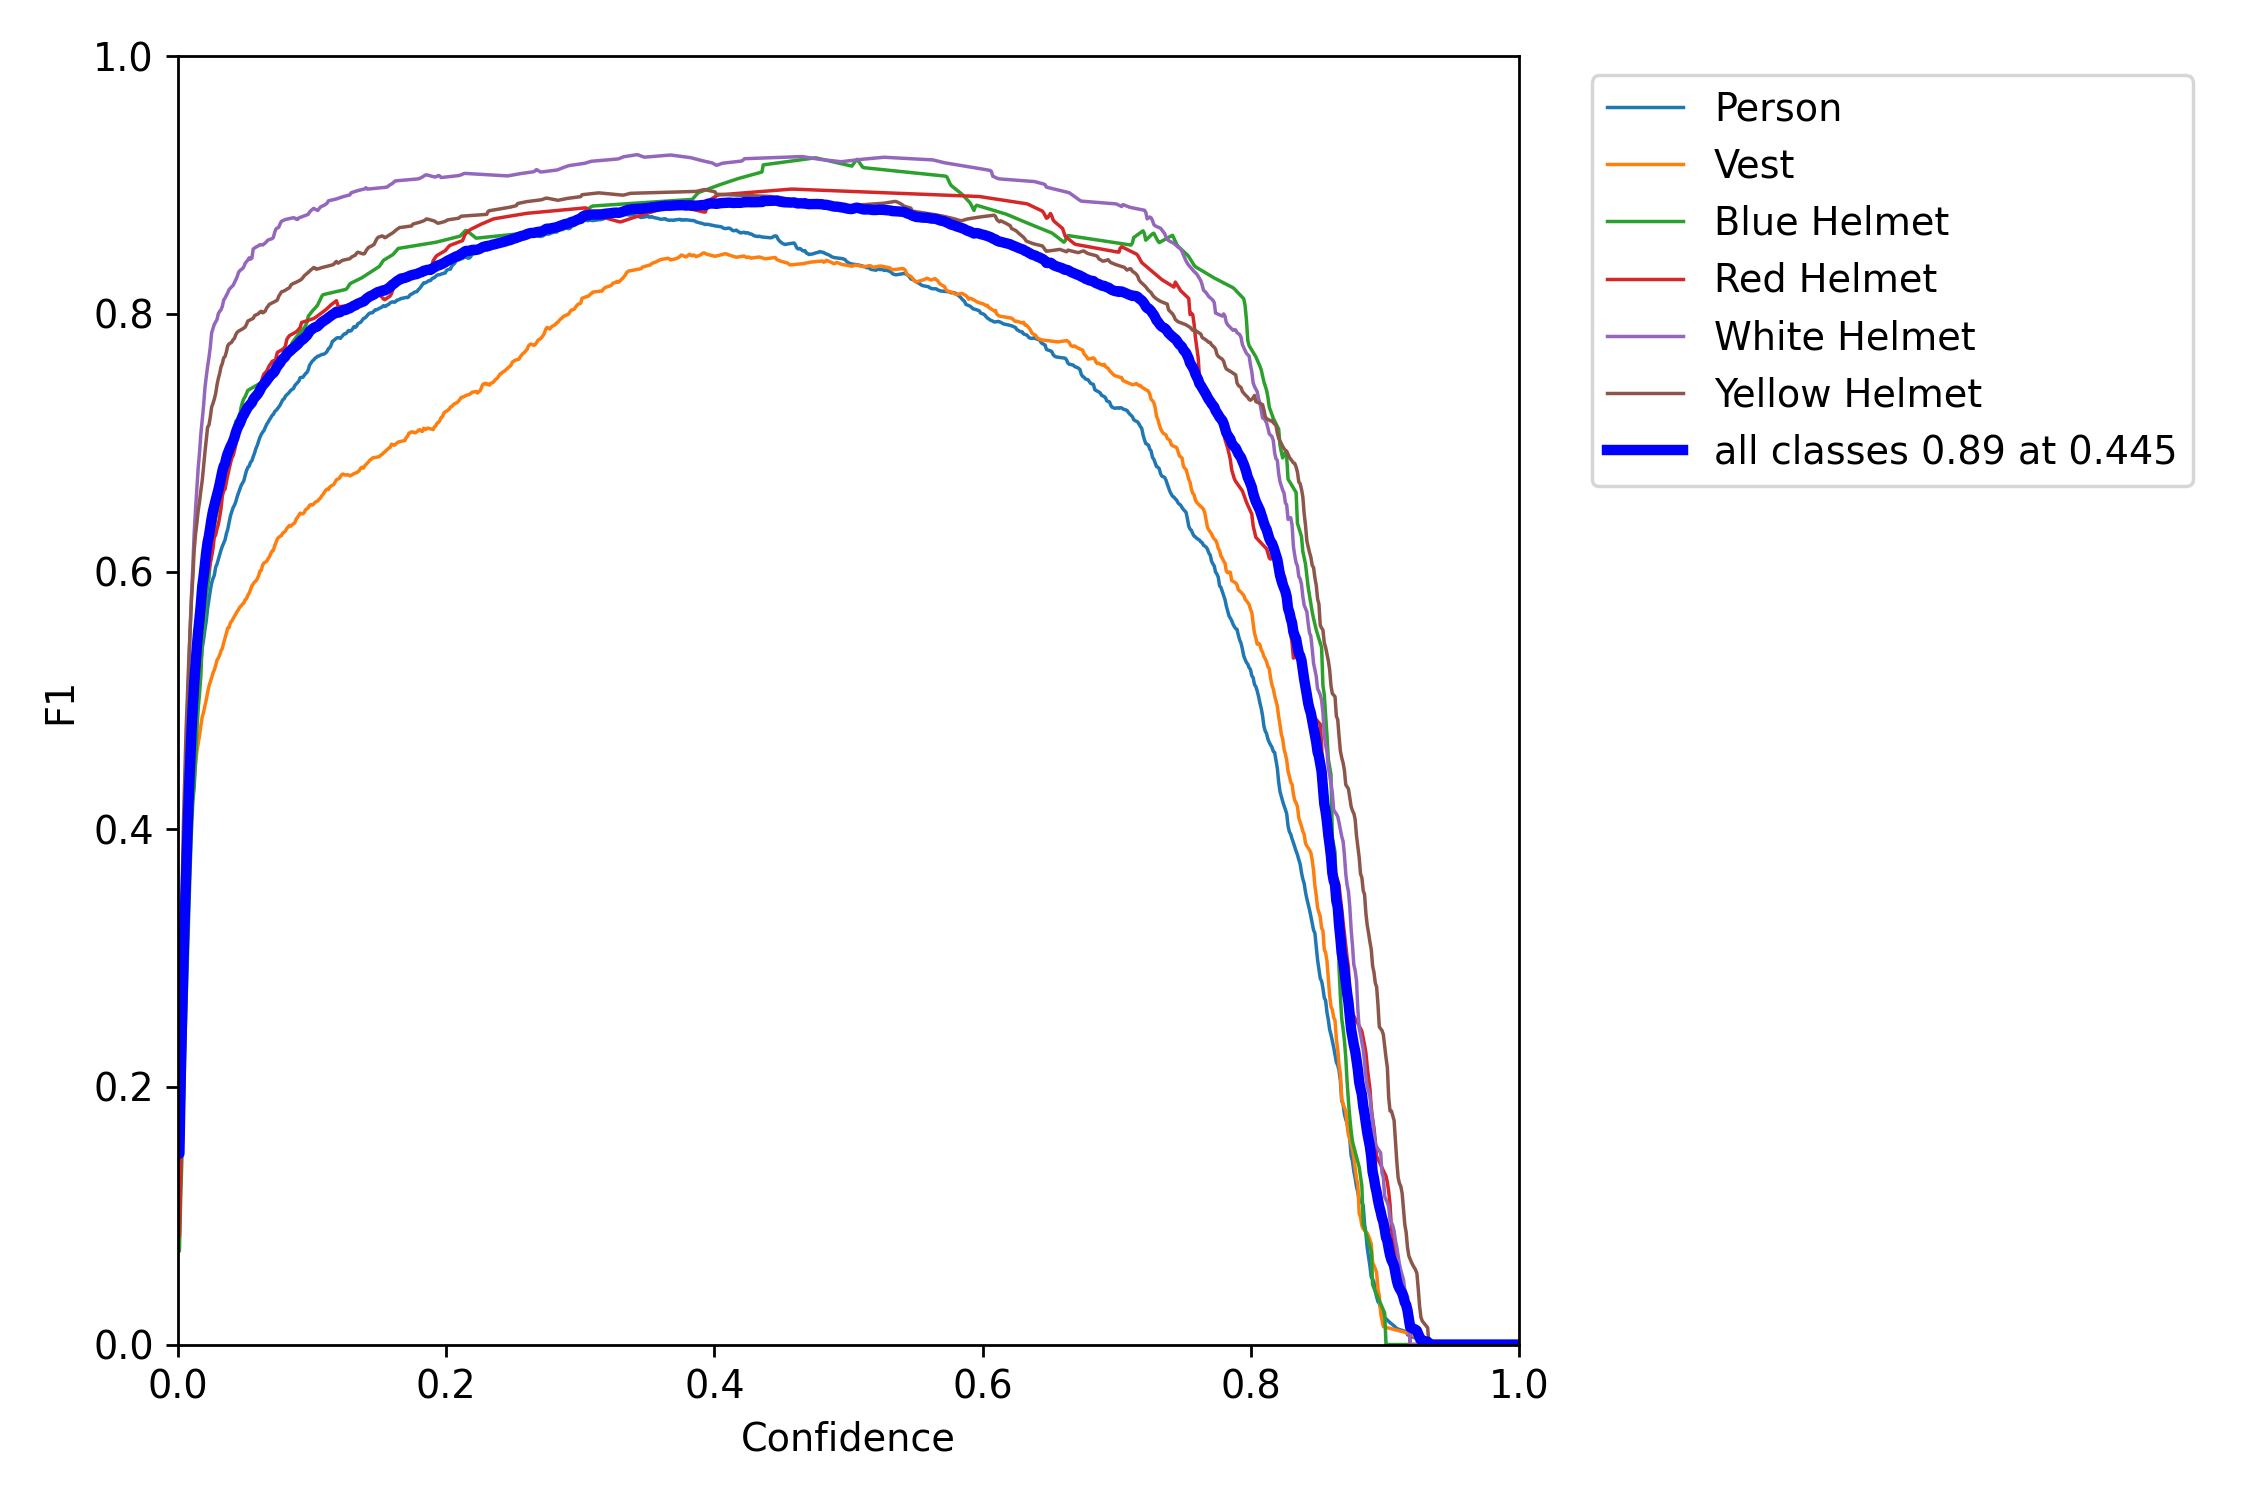 1.0
0.8
0.6
0.4
0.2
0.0
F1
0.0 0.2 0.4 0.6 0.8 1.0
Confidence
Person
Vest
Blue Helmet
Red Helmet
White Helmet
Yellow Helmet
all classes 0.89 at 0.445